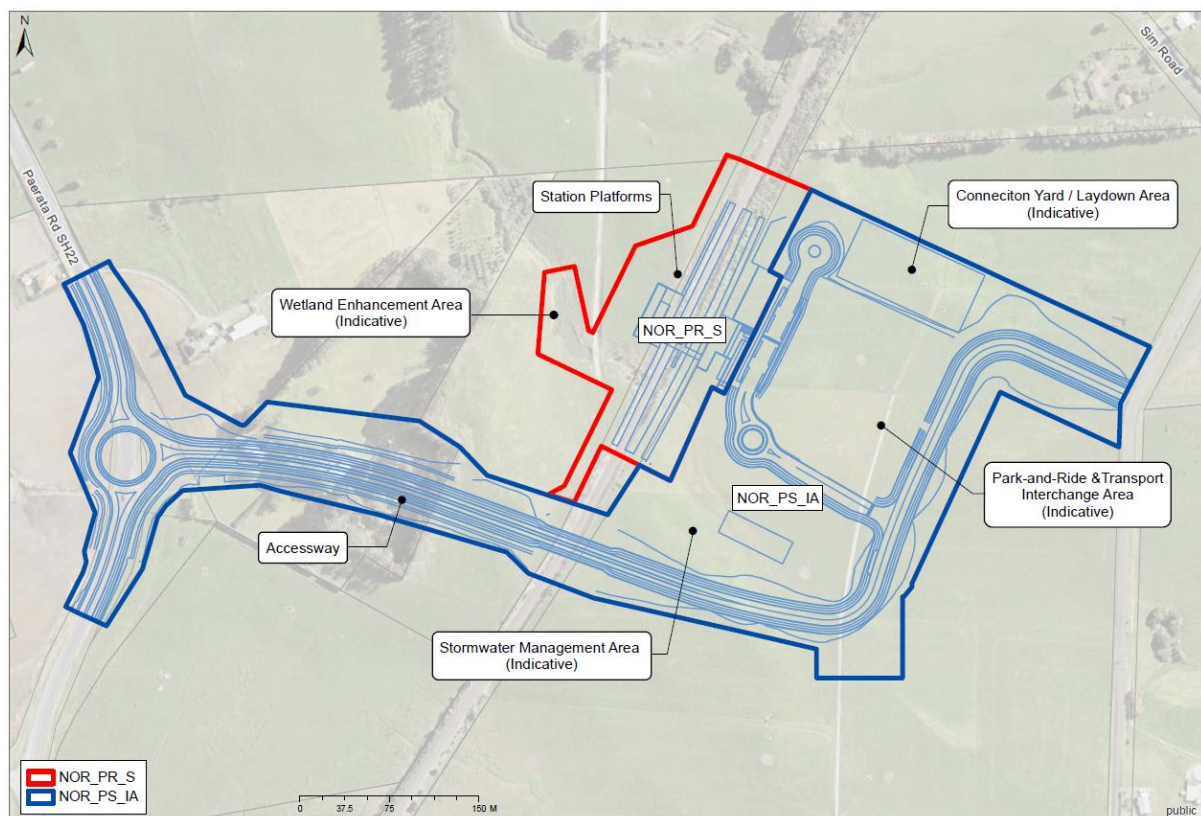 N
Sim Road
Paerata Rd SH22
Station Platforms
Conneciton Yard / Laydown Area
(Indicative)
Wetland Enhancement Area
(Indicative)
NOR_PR_S
Park-and-Ride &Transport
Interchange Area
(Indicative)
NOR_PS_IA
Accessway
Stormwater Management Area
(Indicative)
NOR_PR_S
NOR_PS_IA
0 37.5 75 150 M
public